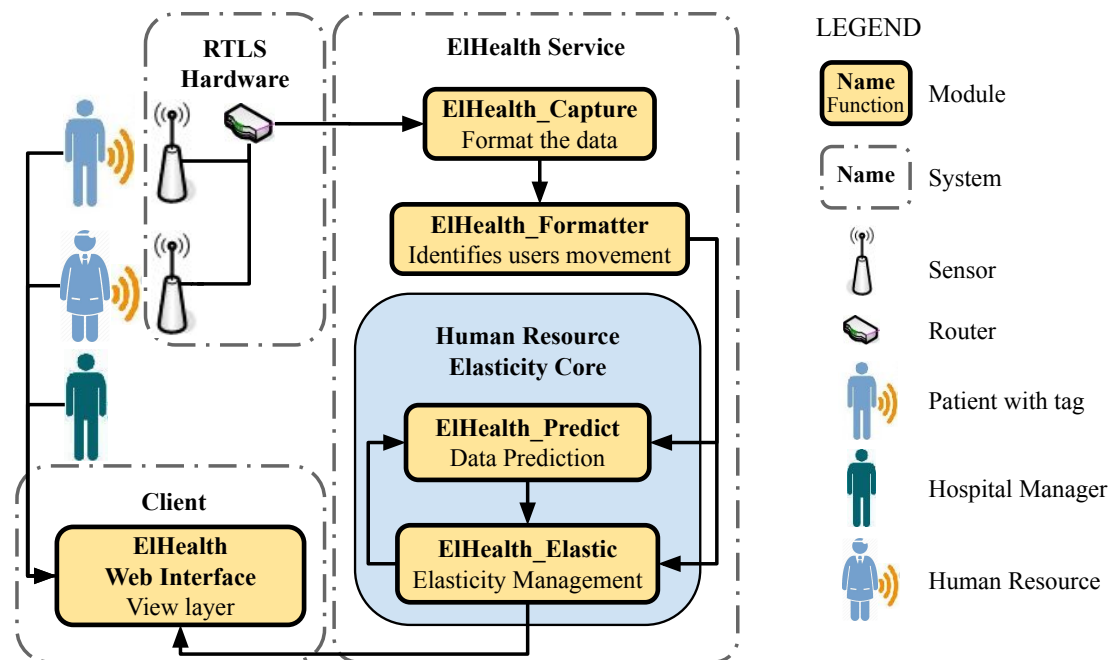 RTLS
Hardware
ElHealth Service
ElHealth_Capture
Format the data
ElHealth_Formatter
Identifies users movement
Human Resource
Elasticity Core
ElHealth_Predict
Data Prediction
ElHealth_Elastic
Elasticity Management
Client
ElHealth
Web Interface
View layer
LEGEND
Name
Function
Module
Name
System
Sensor
Router
Patient with tag
Hospital Manager
Human Resource